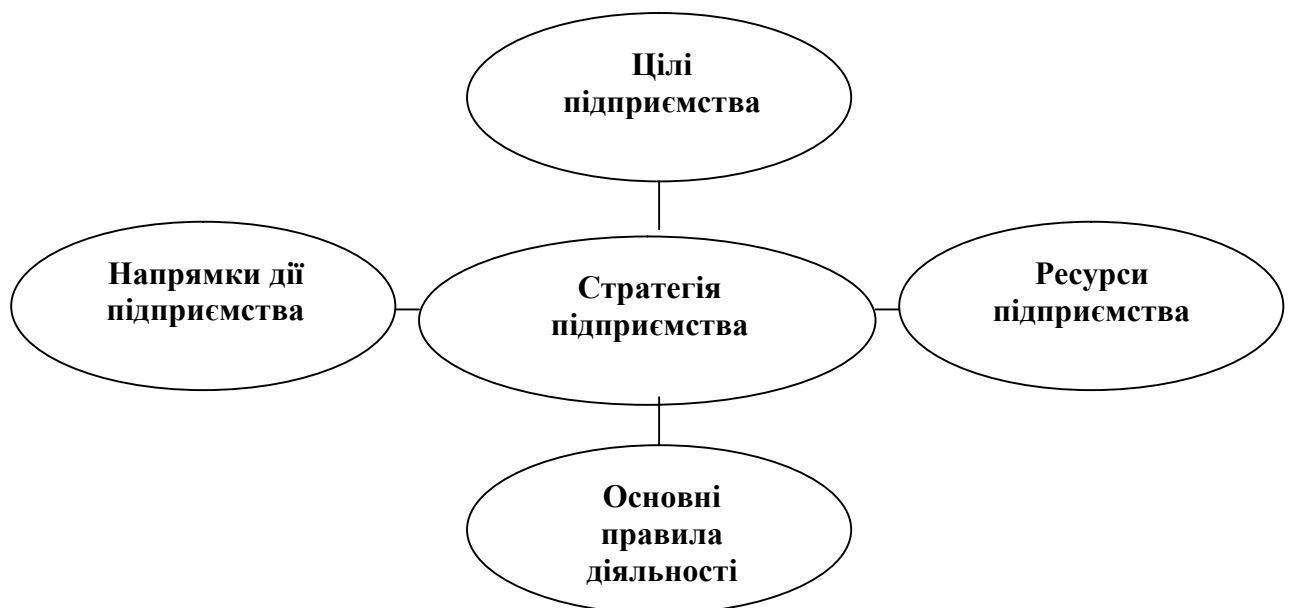 Цілі
підприємства
Напрямки дії
підприємства
Стратегія
підприємства
Ресурси
підприємства
Основні
правила
діяльності